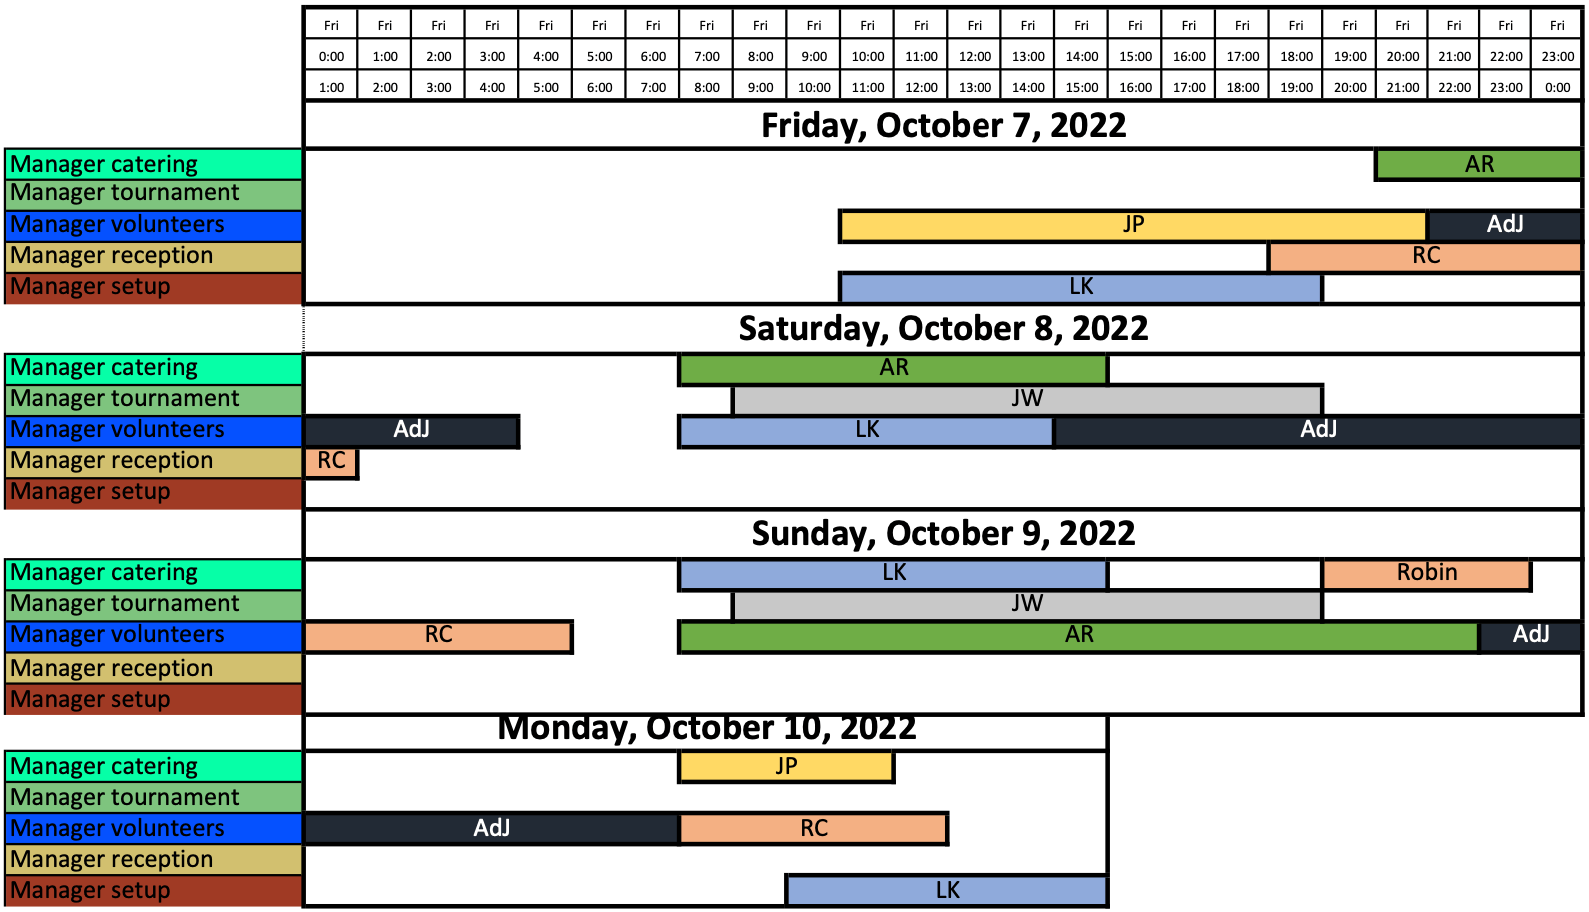 Fri Fri Fri Fri Fri Fri Fri Fri Fri Fri Fri Fri Fri Fri Fri Fri Fri Fri Fri Fri Fri Fri Fri Fri
0:00 1:00 2:00 3:00 4:00 5:00 6:00 7:00 8:00 9:00 10:00 11:00 12:00 13:00 14:00 15:00 16:00 17:00 18:00 19:00 20:00 21:00 22:00 23:00
1:00 2:00 3:00 4:00 5:00 6:00 7:00 8:00 9:00 10:00 11:00 12:00 13:00 14:00 15:00 16:00 17:00 18:00 19:00 20:00 21:00 22:00 23:00 0:00
Friday, October 7, 2022
Manager catering AR
Manager tournament
Manager volunteers JP AdJ
Manager reception RC
Manager setup LK
Saturday, October 8, 2022
Manager catering AR
Manager tournament JW
Manager volunteers AdJ LK AdJ
Manager reception RC
Manager setup
Sunday, October 9, 2022
Manager catering LK Robin
Manager tournament JW
Manager volunteers RC AR AdJ
Manager reception
Manager setup
Monday, October 10, 2022
Manager catering JP
Manager tournament
Manager volunteers AdJ RC
Manager reception
Manager setup LK